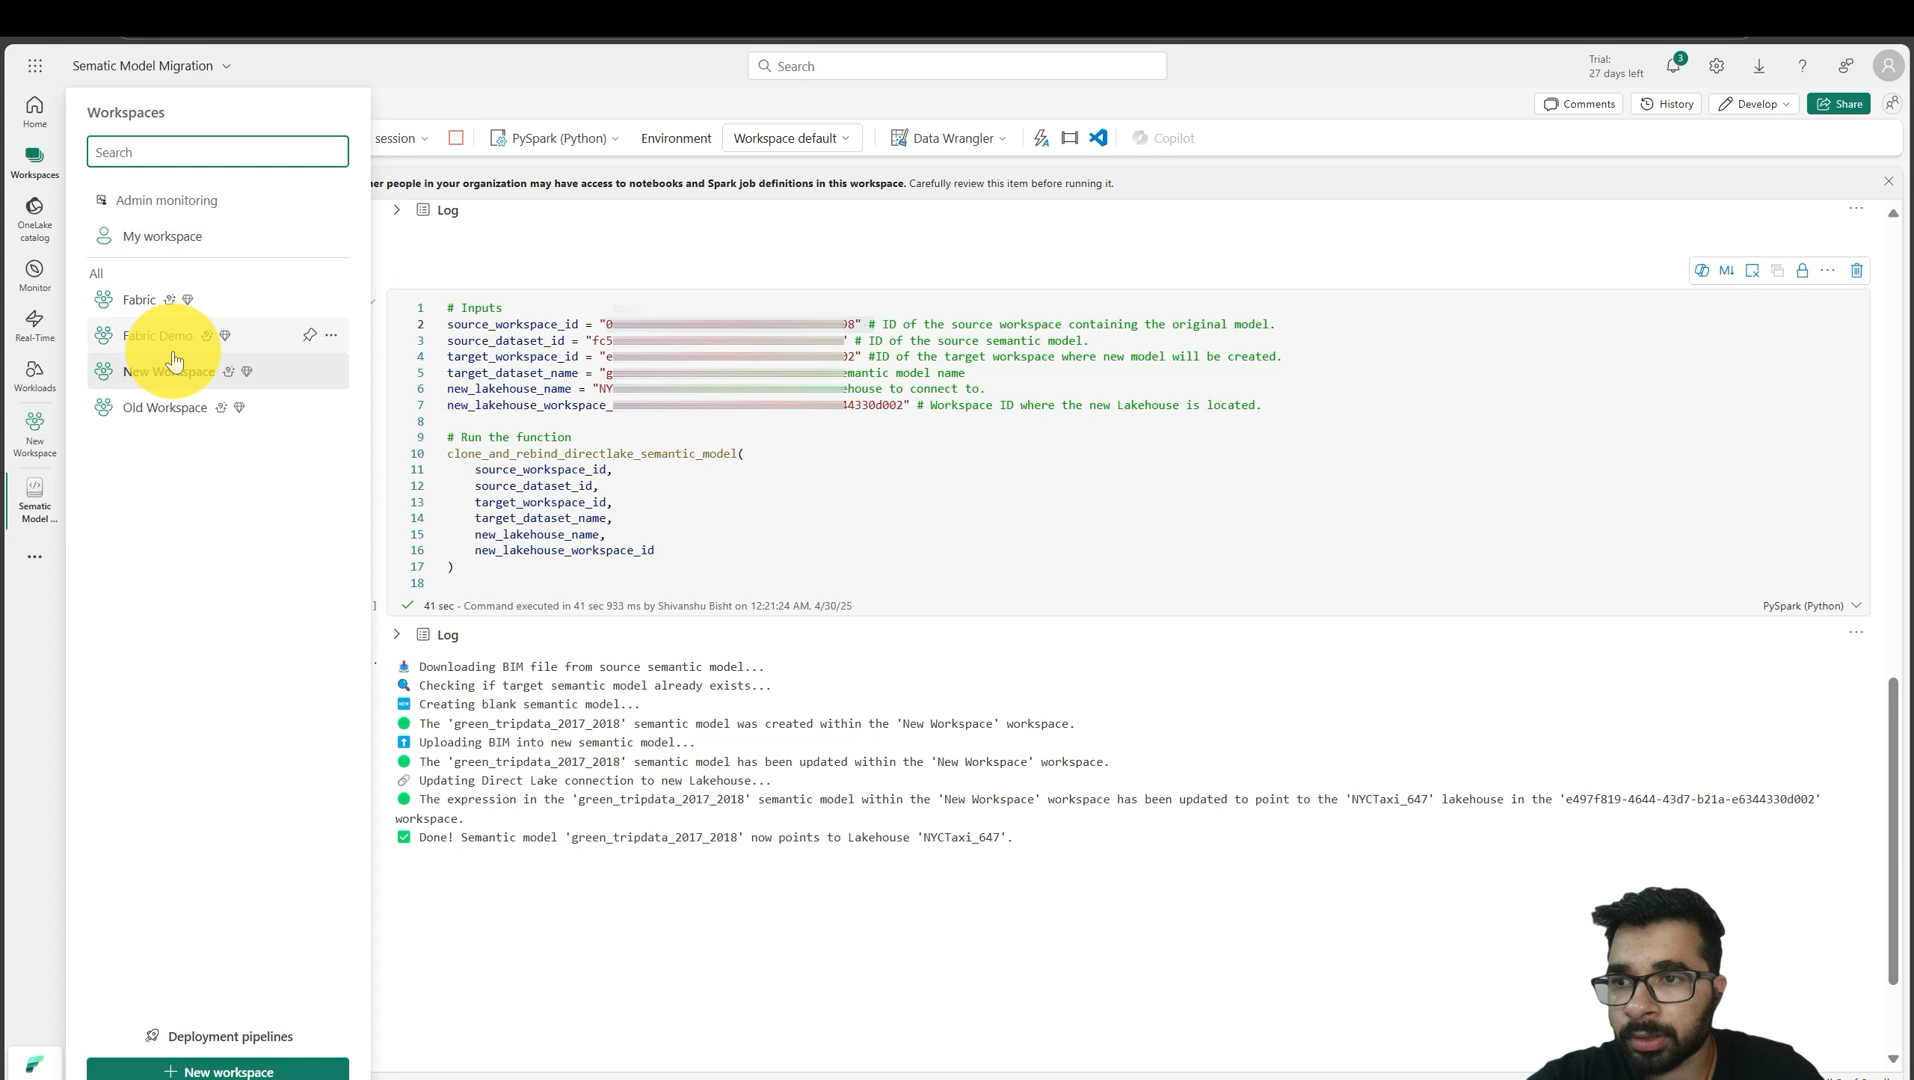 Sematic Model Migration
Search
Trial:
27 days left
3
Home
Workspaces
OneLake
catalog
Monitor
Real-Time
Workloads
New
Workspace
Sematic
Model ...
Workspaces
Search
Admin monitoring
My workspace
All
Fabric
Fabric Demo
New Workspace
Old Workspace
Deployment pipelines
New workspace
Comments
History
Develop
Share
session
PySpark (Python)
Environment
Workspace default
Data Wrangler
Copilot
her people in your organization may have access to notebooks and Spark job definitions in this workspace. Carefully review this item before running it.
Log
M↓
1 # Inputs
2 source_workspace_id = "0 98" # ID of the source workspace containing the original model.
3 source_dataset_id = "fc5 " # ID of the source semantic model.
4 target_workspace_id = "e 02" #ID of the target workspace where new model will be created.
5 target_dataset_name = "g emantic model name
6 new_lakehouse_name = "NY ehouse to connect to.
7 new_lakehouse_workspace_ 44330d002" # Workspace ID where the new Lakehouse is located.
8
9 # Run the function
10 clone_and_rebind_directlake_semantic_model(
11 source_workspace_id,
12 source_dataset_id,
13 target_workspace_id,
14 target_dataset_name,
15 new_lakehouse_name,
16 new_lakehouse_workspace_id
17 )
18
] 41 sec - Command executed in 41 sec 933 ms by Shivanshu Bisht on 12:21:24 AM, 4/30/25
PySpark (Python)
Log
Downloading BIM file from source semantic model...
Checking if target semantic model already exists...
Creating blank semantic model...
The 'green_tripdata_2017_2018' semantic model was created within the 'New Workspace' workspace.
Uploading BIM into new semantic model...
The 'green_tripdata_2017_2018' semantic model has been updated within the 'New Workspace' workspace.
Updating Direct Lake connection to new Lakehouse...
The expression in the 'green_tripdata_2017_2018' semantic model within the 'New Workspace' workspace has been updated to point to the 'NYCTaxi_647' lakehouse in the 'e497f819-4644-43d7-b21a-e6344330d002'
workspace.
Done! Semantic model 'green_tripdata_2017_2018' now points to Lakehouse 'NYCTaxi_647'.